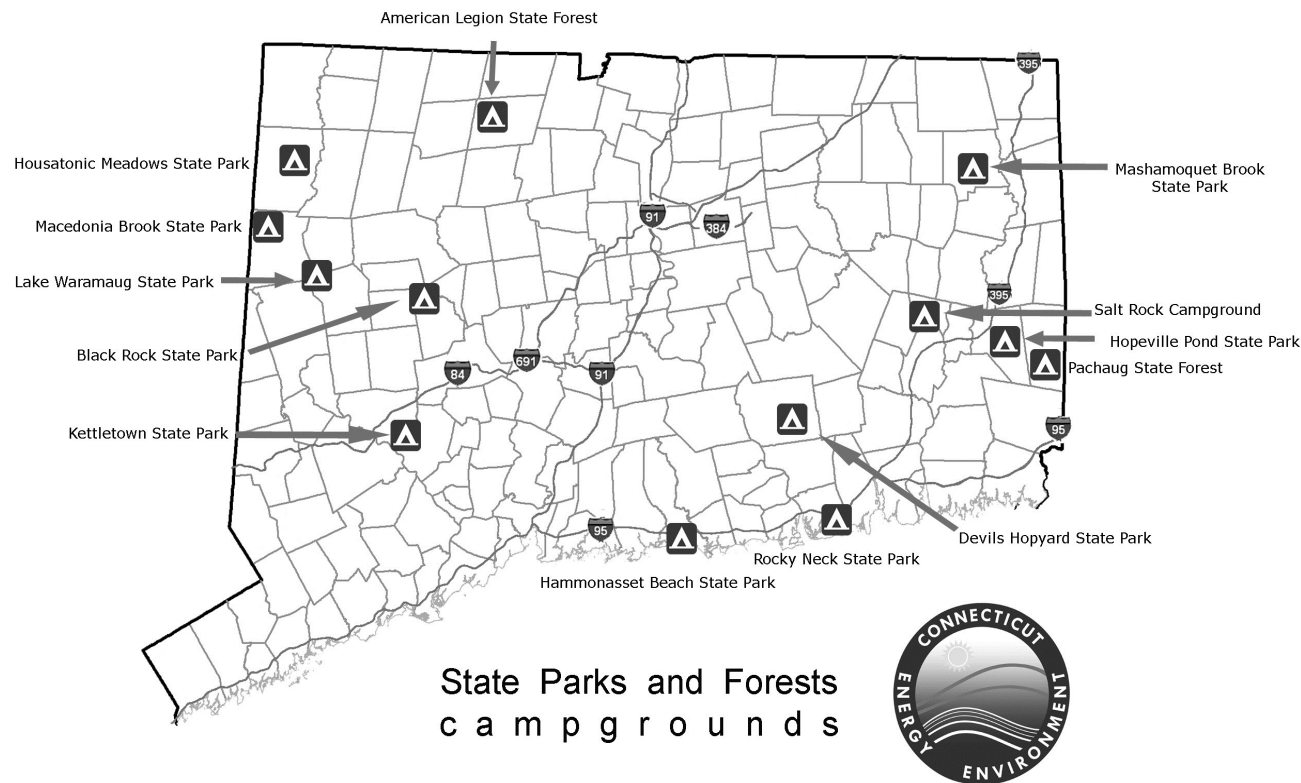 American Legion State Forest
395
Housatonic Meadows State Park
Mashamoquet Brook
State Park
Macedonia Brook State Park
91
384
Lake Waramaug State Park
395
Salt Rock Campground
Black Rock State Park
Hopeville Pond State Park
691
84
91
Pachaug State Forest
Kettletown State Park
95
95
Devils Hopyard State Park
Rocky Neck State Park
Hammonasset Beach State Park
State Parks and Forests
campgrounds
CONNECTICUT
ENERGY
ENVIRONMENT